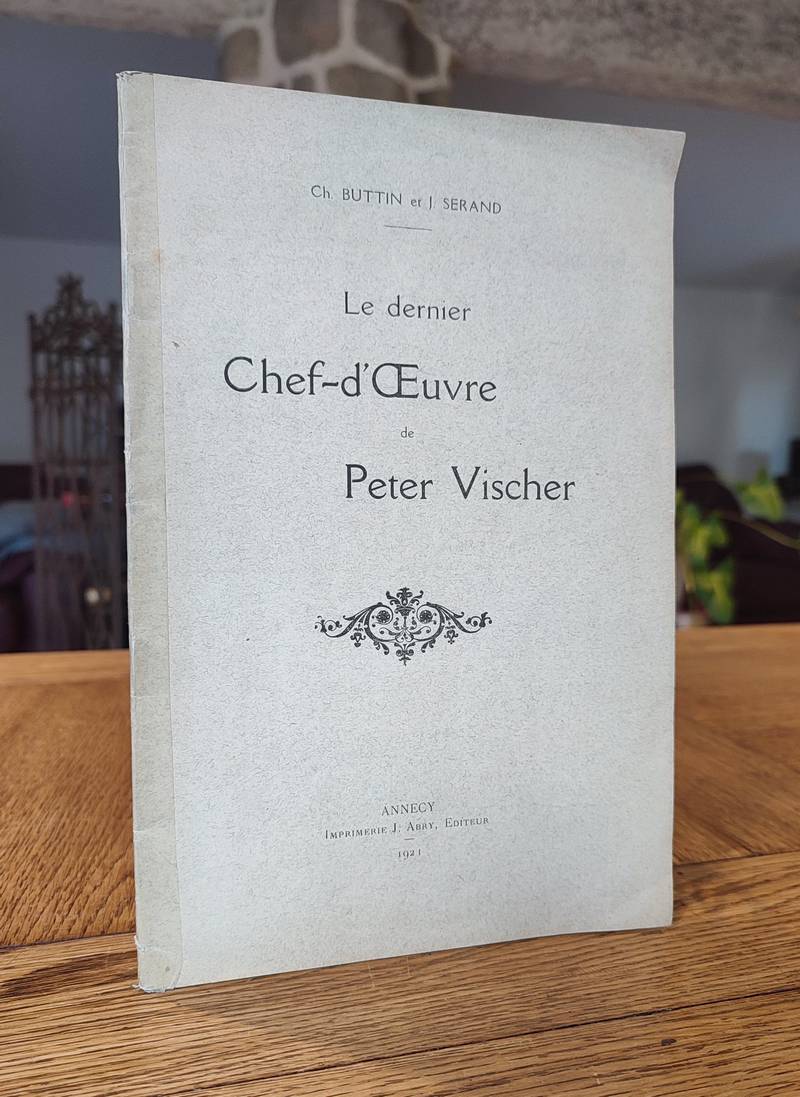 Ch. BUTTIN et J. SERAND
Le dernier
Chef-d'Œuvre
de
Peter Vischer
ANNECY
IMPRIMERIE J. ABRY, EDITEUR
1921